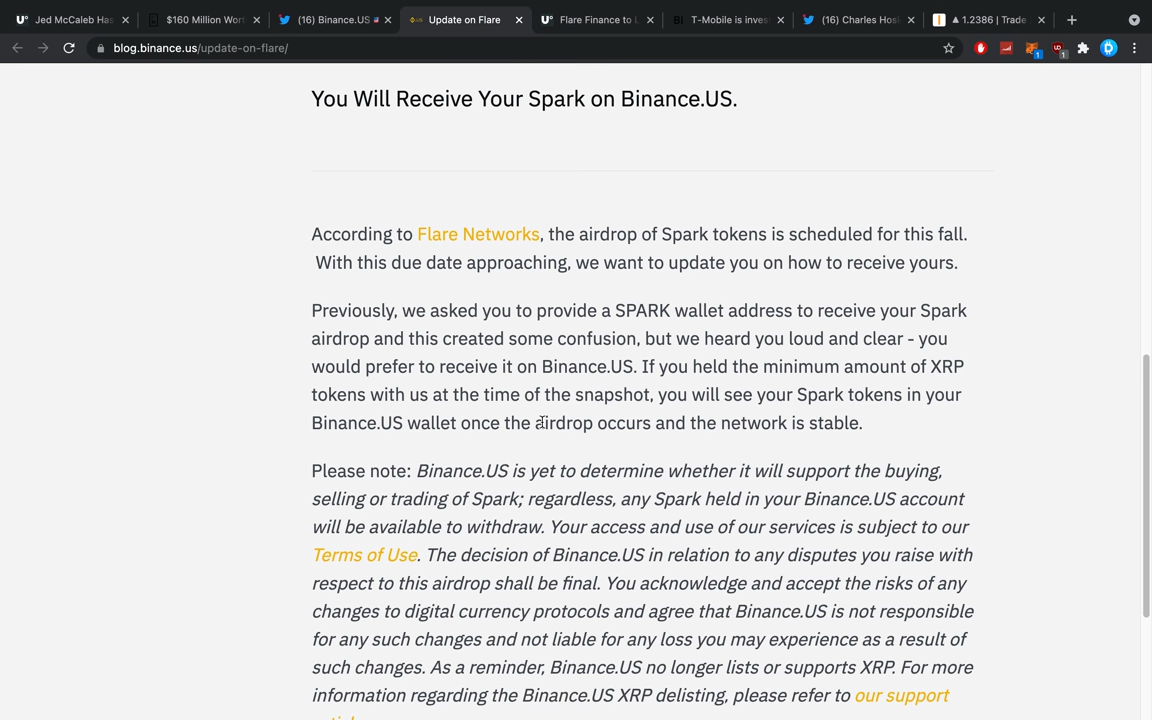 Jed McCaleb Has
$160 Million Wort
(16) Binance.US
Update on Flare
Flare Finance to L
T-Mobile is inves
(16) Charles Hosk
▲ 1.2386 | Trade
blog.binance.us/update-on-flare/
You Will Receive Your Spark on Binance.US.
According to Flare Networks, the airdrop of Spark tokens is scheduled for this fall.
With this due date approaching, we want to update you on how to receive yours.
Previously, we asked you to provide a SPARK wallet address to receive your Spark
airdrop and this created some confusion, but we heard you loud and clear - you
would prefer to receive it on Binance.US. If you held the minimum amount of XRP
tokens with us at the time of the snapshot, you will see your Spark tokens in your
Binance.US wallet once the airdrop occurs and the network is stable.
Please note: Binance.US is yet to determine whether it will support the buying,
selling or trading of Spark; regardless, any Spark held in your Binance.US account
will be available to withdraw. Your access and use of our services is subject to our
Terms of Use. The decision of Binance.US in relation to any disputes you raise with
respect to this airdrop shall be final. You acknowledge and accept the risks of any
changes to digital currency protocols and agree that Binance.US is not responsible
for any such changes and not liable for any loss you may experience as a result of
such changes. As a reminder, Binance.US no longer lists or supports XRP. For more
information regarding the Binance.US XRP delisting, please refer to our support